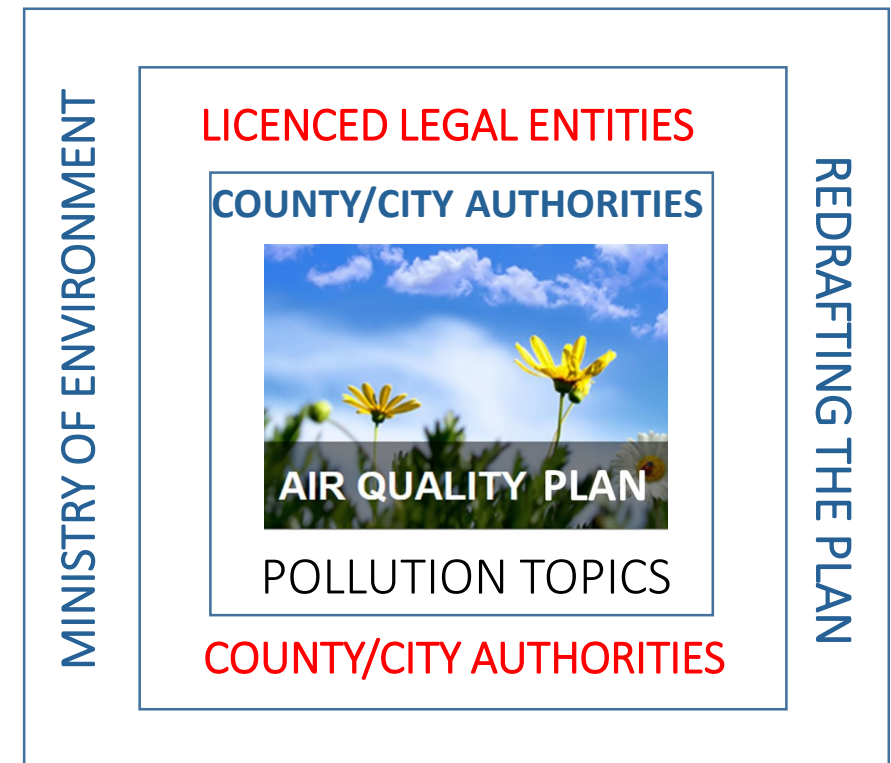 LICENCED LEGAL ENTITIES
COUNTY/CITY AUTHORITIES
MINISTRY OF ENVIRONMENT
AIR QUALITY PLAN
REDRAFTING THE PLAN
POLLUTION TOPICS
COUNTY/CITY AUTHORITIES